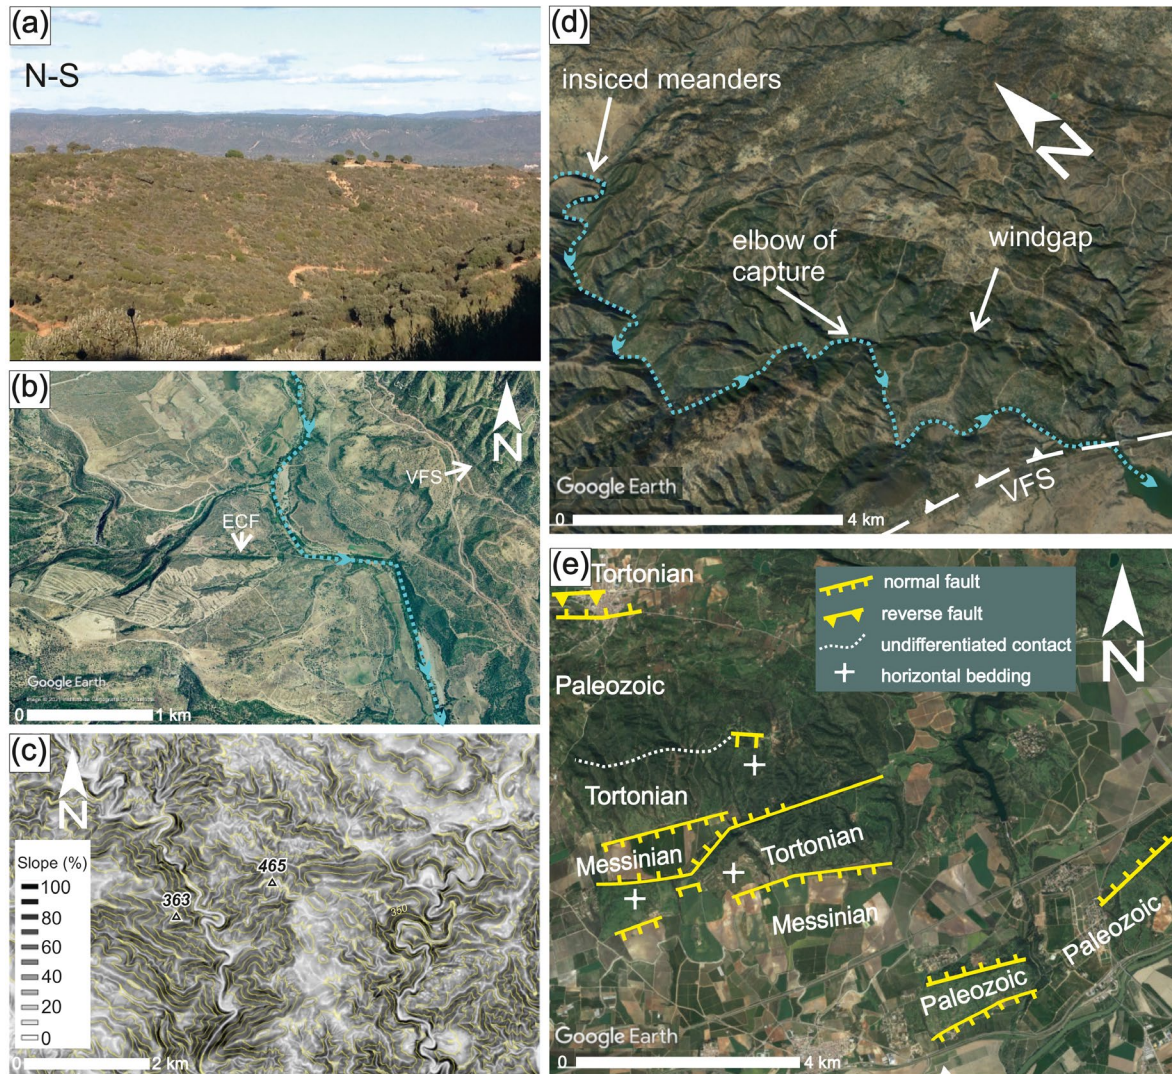 (a)
N-S
(b)
N
VFS
ECF
Google Earth
0
1 km
(c)
N
Slope (%)
100
80
60
40
20
0
465
363
350
0
2 km
(d)
insiced meanders
N
elbow of
capture
windgap
VFS
Google Earth
0
4 km
(e)
Tortonian
normal fault
reverse fault
undifferentiated contact
horizontal bedding
N
Paleozoic
Tortonian
Messinian
Tortonian
Messinian
Paleozoic
Paleozoic
Google Earth
0
4 km